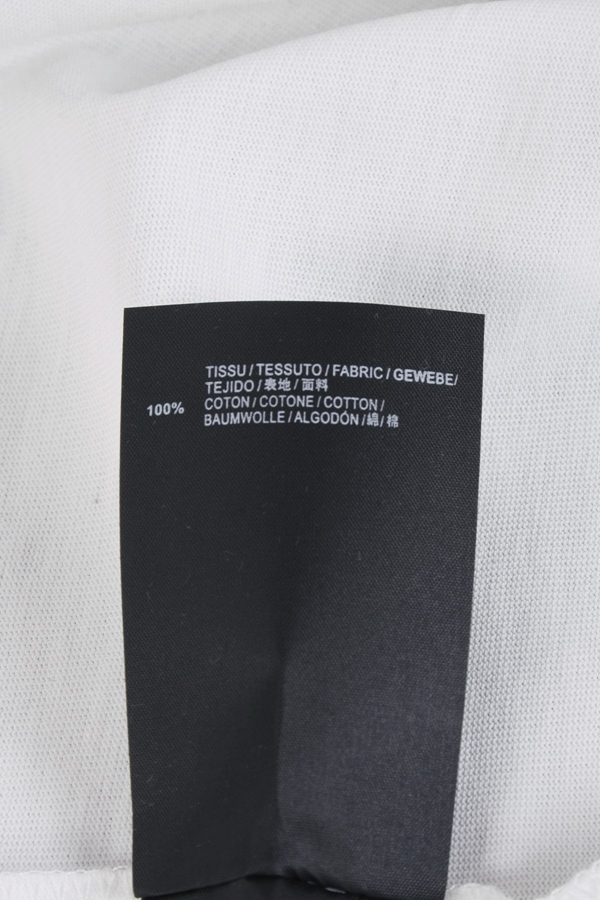 TISSU / TESSUTO / FABRIC / GEWEBE/
TEJIDO / 表地 / 面料
100% COTON / COTONE / COTTON /
BAUMWOLLE / ALGODÓN / 綿 / 棉